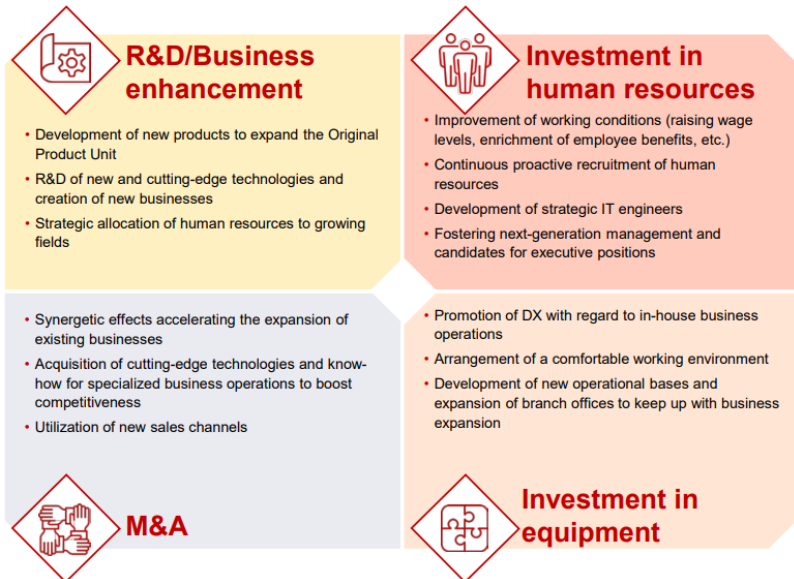 R&D/Business
enhancement
• Development of new products to expand the Original
Product Unit
• R&D of new and cutting-edge technologies and
creation of new businesses
• Strategic allocation of human resources to growing
fields
Investment in
human resources
• Improvement of working conditions (raising wage
levels, enrichment of employee benefits, etc.)
• Continuous proactive recruitment of human
resources
• Development of strategic IT engineers
• Fostering next-generation management and
candidates for executive positions
• Synergetic effects accelerating the expansion of
existing businesses
• Acquisition of cutting-edge technologies and know-
how for specialized business operations to boost
competitiveness
• Utilization of new sales channels
M&A
• Promotion of DX with regard to in-house business
operations
• Arrangement of a comfortable working environment
• Development of new operational bases and
expansion of branch offices to keep up with business
expansion
Investment in
equipment